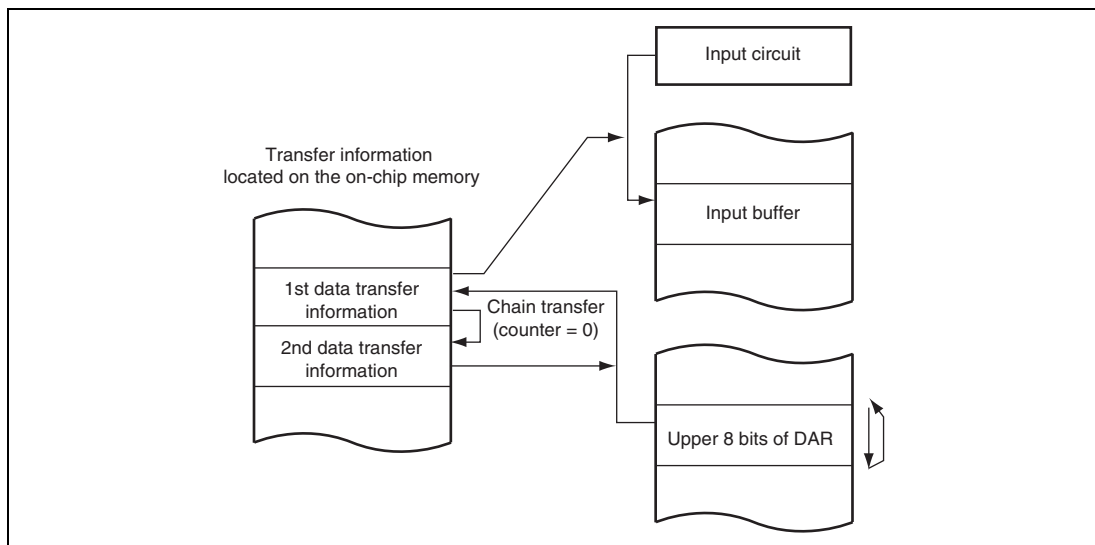 Input circuit
Transfer information
located on the on-chip memory
Input buffer
1st data transfer
information
Chain transfer
(counter = 0)
2nd data transfer
information
Upper 8 bits of DAR